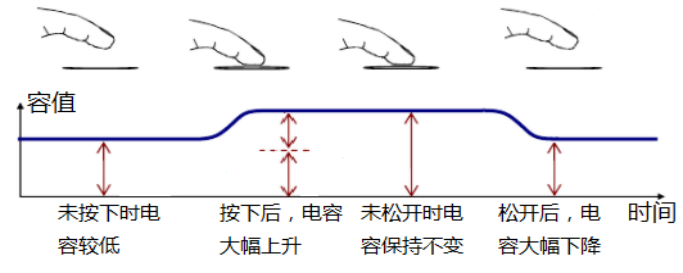 容值
未按下时电
容较低
按下后，电容
大幅上升
未松开时电
容保持不变
松开后，电
容大幅下降
时间